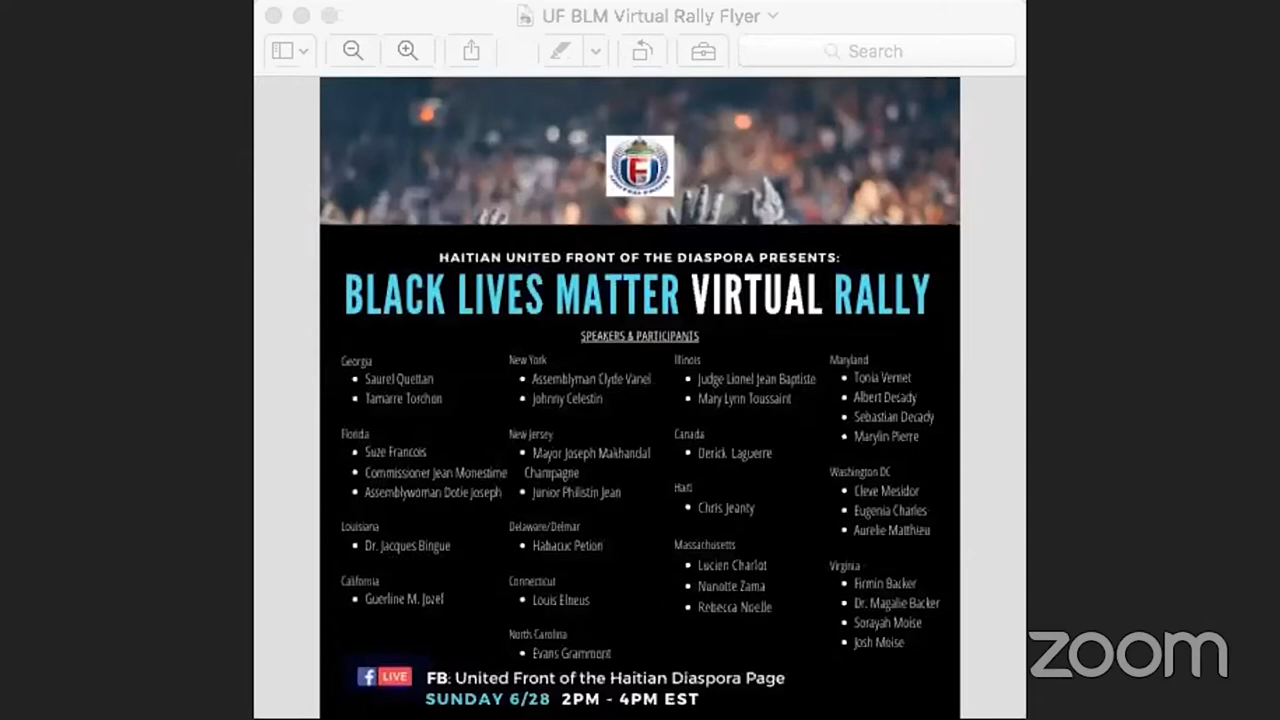 UF BLM Virtual Rally Flyer
Search
HAITIAN UNITED FRONT OF THE DIASPORA PRESENTS:
BLACK LIVES MATTER VIRTUAL RALLY
SPEAKERS & PARTICIPANTS
Georgia
Saurel Quettan
Tamarre Torchon
Florida
Suze Francois
Commissioner Jean Monestime
Assemblywoman Dotie Joseph
Louisiana
Dr. Jacques Bingue
California
Guerline M. Jozef
New York
Assemblyman Clyde Vanel
Johnny Celestin
New Jersey
Mayor Joseph Makhandal
Champagne
Junior Philistin Jean
Delaware/Delmar
Habacuc Petion
Connecticut
Louis Elneus
North Carolina
Evans Grammont
Illinois
Judge Lionel Jean Baptiste
Mary Lynn Toussaint
Canada
Derick Laguerre
Haiti
Chris Jeanty
Massachusetts
Lucien Charlot
Nunotte Zama
Rebecca Noelle
Maryland
Tonia Vernet
Albert Decady
Sebastian Decady
Marylin Pierre
Washington DC
Cleve Mesidor
Eugenia Charles
Aurelie Matthieu
Virginia
Firmin Backer
Dr. Magalie Backer
Sorayah Moise
Josh Moise
LIVE
FB: United Front of the Haitian Diaspora Page
SUNDAY 6/28 2PM - 4PM EST
zoom